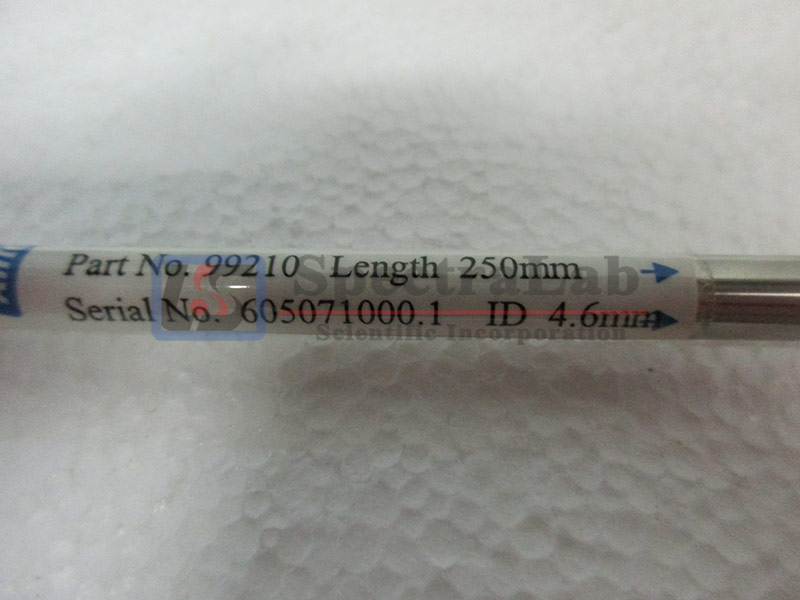 Part No. 99210 Length 250mm
Serial No. 605071000.1 ID 4.6mm
SpectraLab
Scientific Incorporation